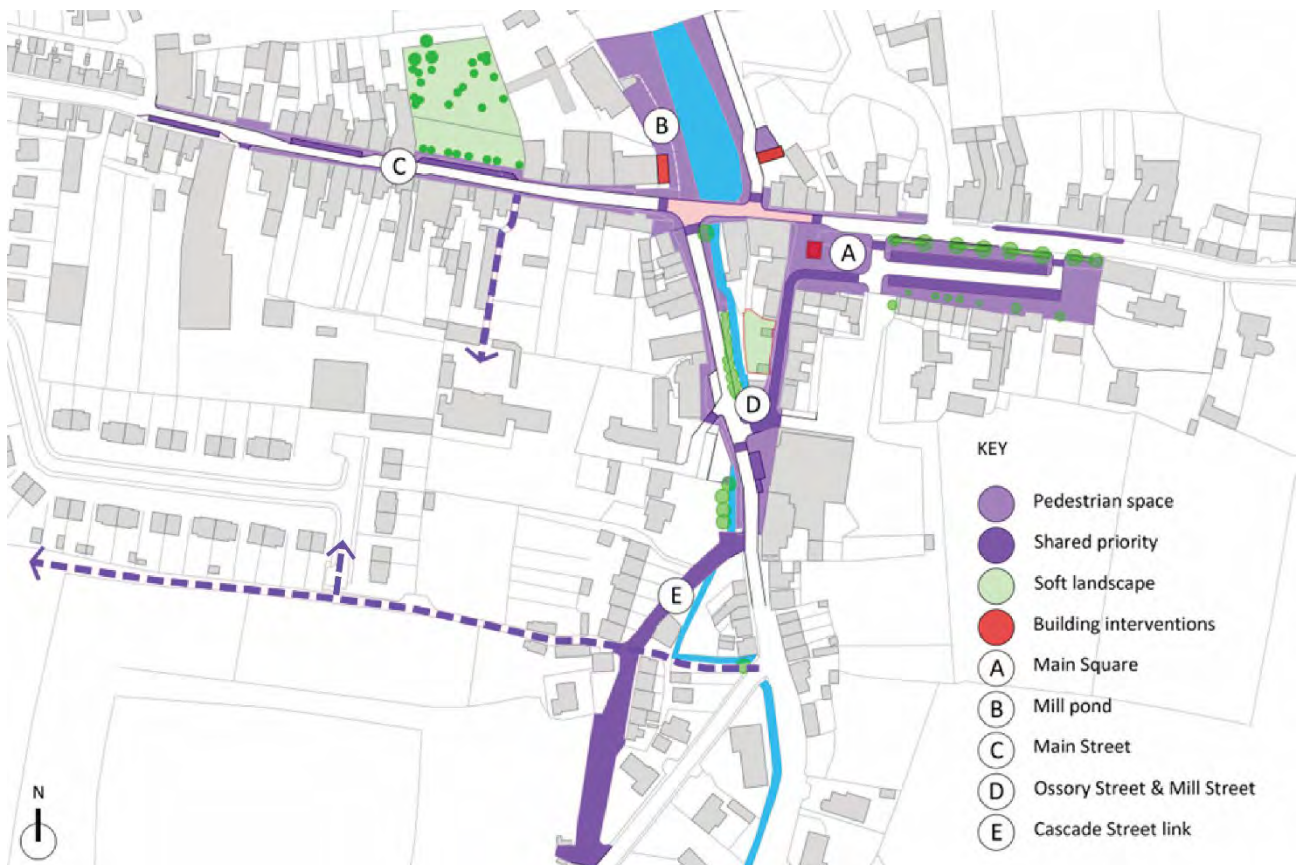 B
C
A
D
E
N
KEY
Pedestrian space
Shared priority
Soft landscape
Building interventions
A Main Square
B Mill pond
C Main Street
D Ossory Street & Mill Street
E Cascade Street link